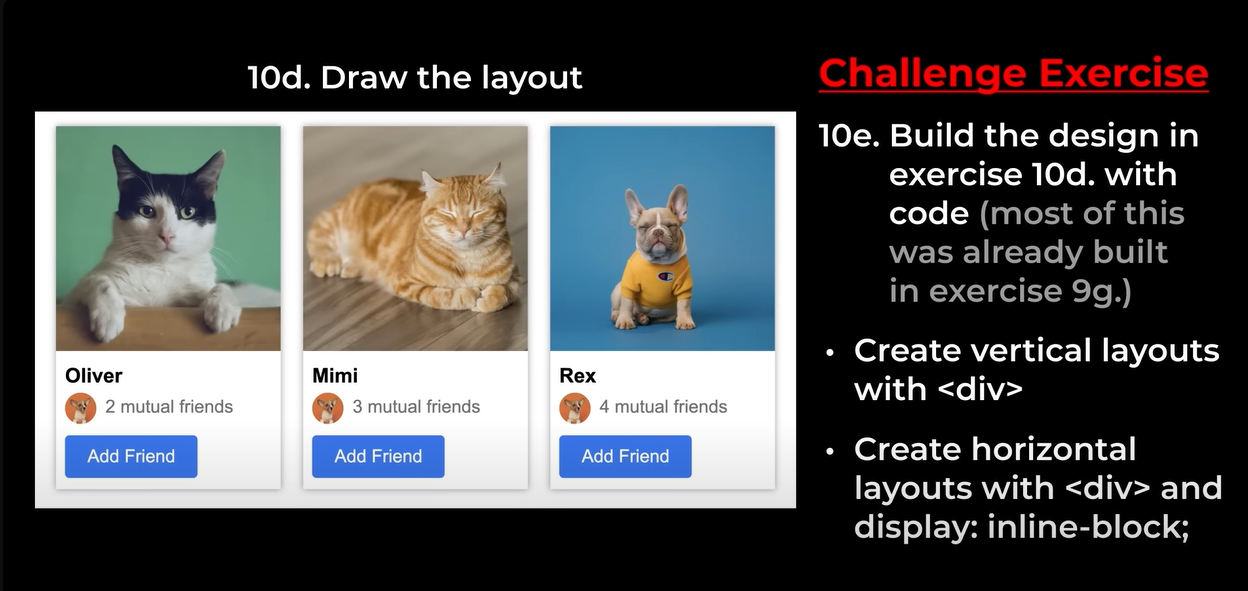 10d. Draw the layout
Oliver
2 mutual friends
Add Friend
Mimi
3 mutual friends
Add Friend
Rex
4 mutual friends
Add Friend
Challenge Exercise
10e. Build the design in
exercise 10d. with
code (most of this
was already built
in exercise 9g.)
• Create vertical layouts
with <div>
• Create horizontal
layouts with <div> and
display: inline-block;